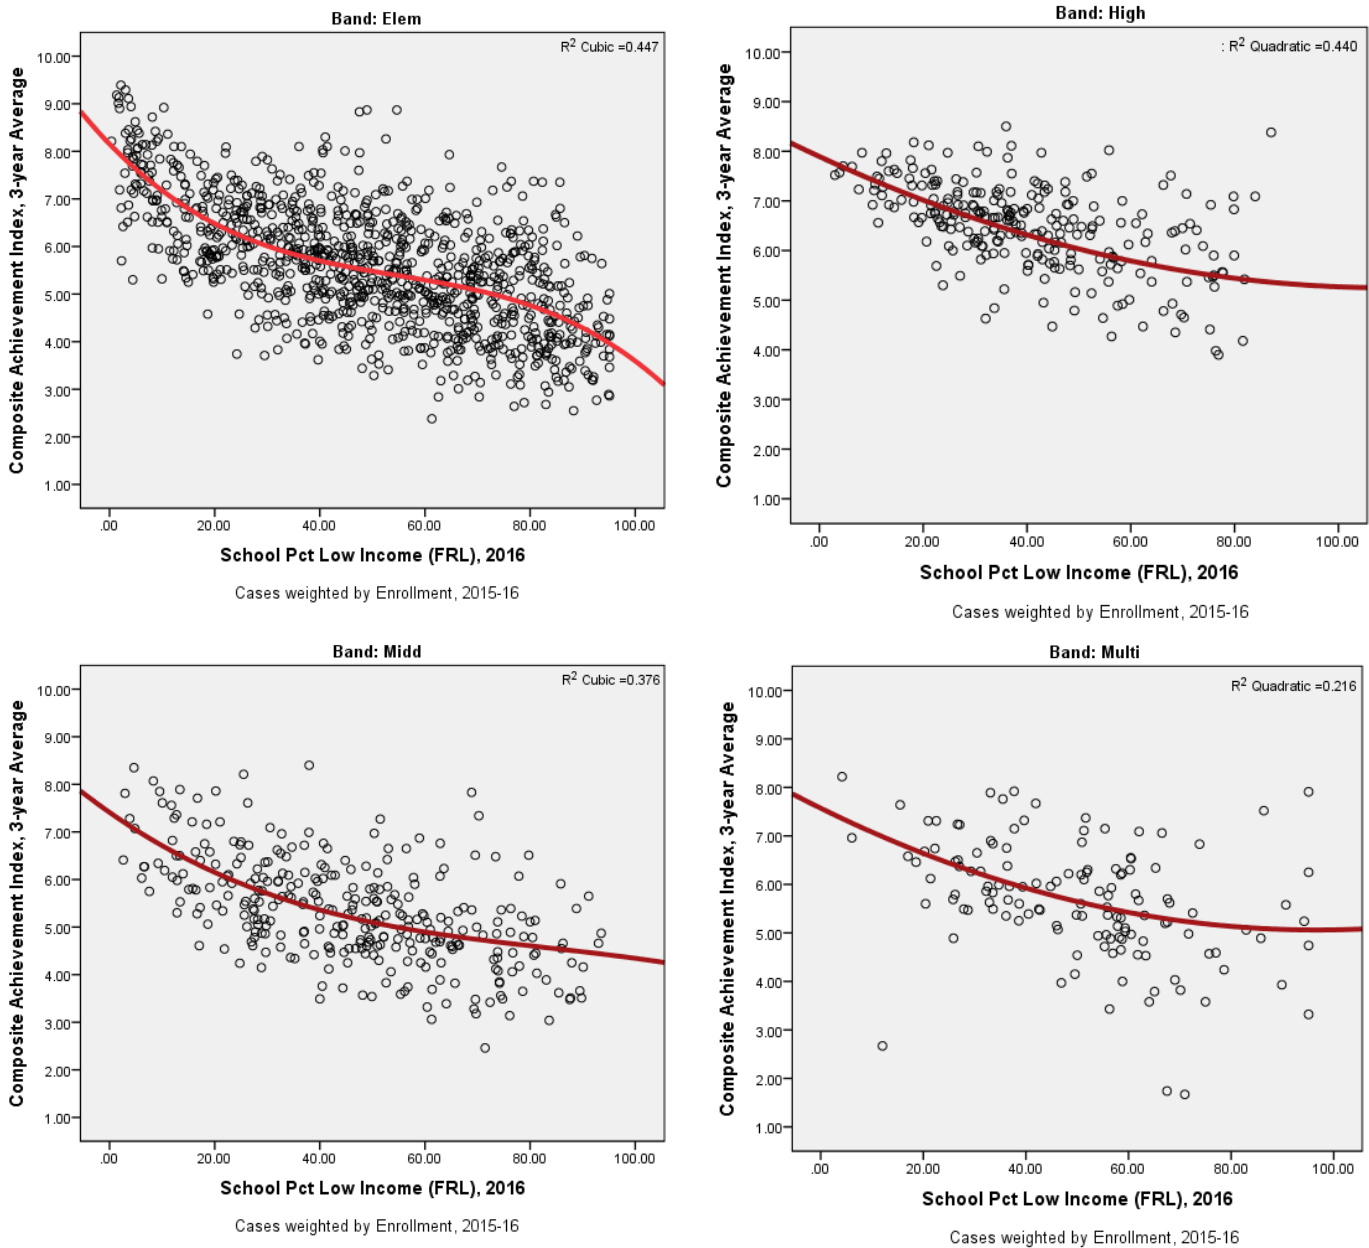 Band: Elem
R² Cubic =0.447
Composite Achievement Index, 3-year Average
10.00
9.00
8.00
7.00
6.00
5.00
4.00
3.00
2.00
1.00
.00 20.00 40.00 60.00 80.00 100.00
School Pct Low Income (FRL), 2016
Cases weighted by Enrollment, 2015-16
Band: High
: R² Quadratic =0.440
Composite Achievement Index, 3-year Average
10.00
9.00
8.00
7.00
6.00
5.00
4.00
3.00
2.00
1.00
.00 20.00 40.00 60.00 80.00 100.00
School Pct Low Income (FRL), 2016
Cases weighted by Enrollment, 2015-16
Band: Midd
R² Cubic =0.376
Composite Achievement Index, 3-year Average
10.00
9.00
8.00
7.00
6.00
5.00
4.00
3.00
2.00
1.00
.00 20.00 40.00 60.00 80.00 100.00
School Pct Low Income (FRL), 2016
Cases weighted by Enrollment, 2015-16
Band: Multi
R² Quadratic =0.216
Composite Achievement Index, 3-year Average
10.00
9.00
8.00
7.00
6.00
5.00
4.00
3.00
2.00
1.00
.00 20.00 40.00 60.00 80.00 100.00
School Pct Low Income (FRL), 2016
Cases weighted by Enrollment, 2015-16